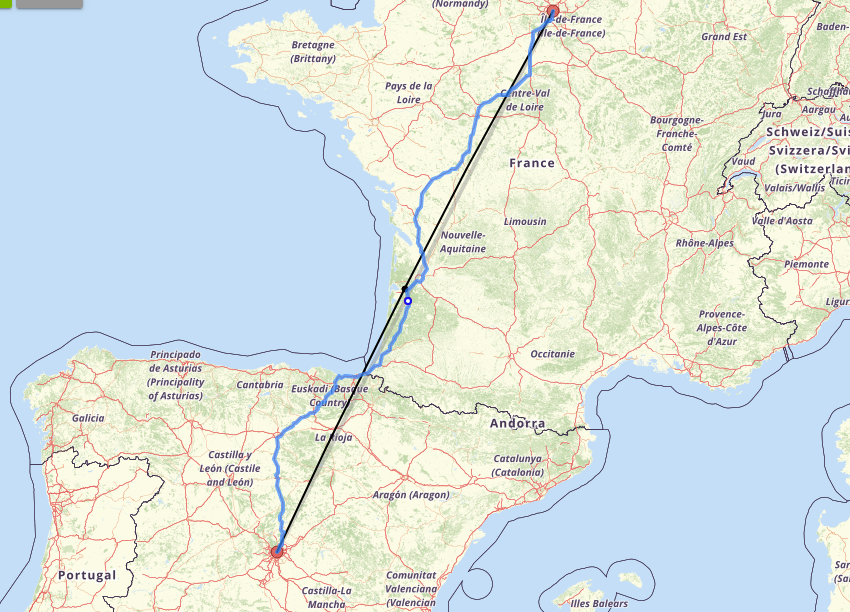 (Normandy)
Île-de-France
(Île-de-France)
Bretagne
(Brittany)
Grand Est
Baden-
Pays de la
Loire
Centre-Val
de Loire
Jura
Aargau
Bourgogne-
Franche-
Comté
Schweiz/Suis
Svizzera/Svi
(Switzerlan
France
Vaud
Valais/Wallis
Ticin
Limousin
Valle d'Aosta
Nouvelle-
Aquitaine
Rhône-Alpes
Piemonte
Ligur
Provence-
Alpes-Côte
d'Azur
Principado
de Asturias
(Principality
of Asturias)
Occitanie
Cantabria
Euskadi (Basque
Country)
Galicia
Andorra
La Rioja
Castilla y
León (Castile
and León)
Catalunya
(Catalonia)
Aragón (Aragon)
Portugal
Castilla-La
Mancha
Comunitat
Valenciana
(Valencian
Illes Balears
Sar
(Sar